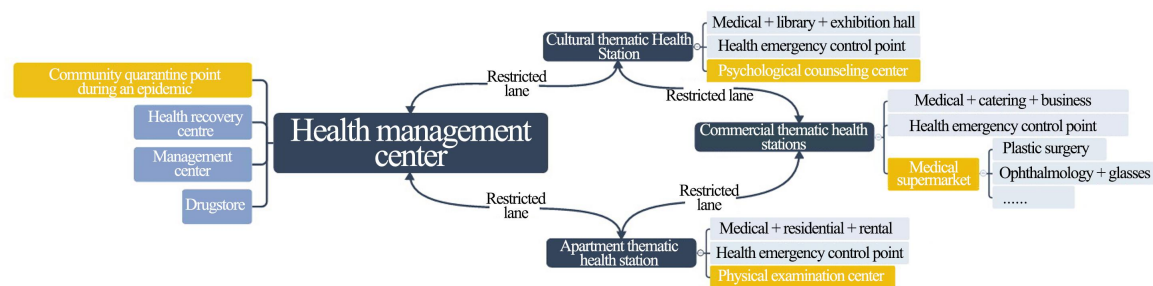 Community quarantine point
during an epidemic
Health recovery
centre
Management
center
Drugstore
Health management
center
Restricted
lane
Restricted
lane
Cultural thematic Health
Station
Medical + library + exhibition hall
Health emergency control point
Psychological counseling center
Restricted lane
Commercial thematic health
stations
Medical + catering + business
Health emergency control point
Medical
supermarket
Plastic surgery
Ophthalmology + glasses
......
Restricted
lane
Apartment thematic
health station
Medical + residential + rental
Health emergency control point
Physical examination center